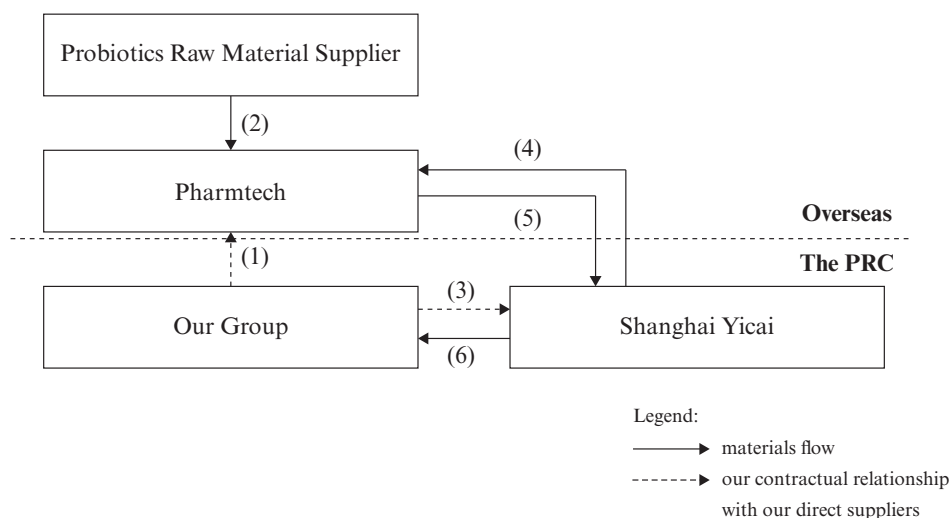 Probiotics Raw Material Supplier
(2)
(4)
Pharmtech
(5)
Overseas
(1)
The PRC
(3)
Our Group
Shanghai Yicai
(6)
Legend:
materials flow
our contractual relationship
with our direct suppliers